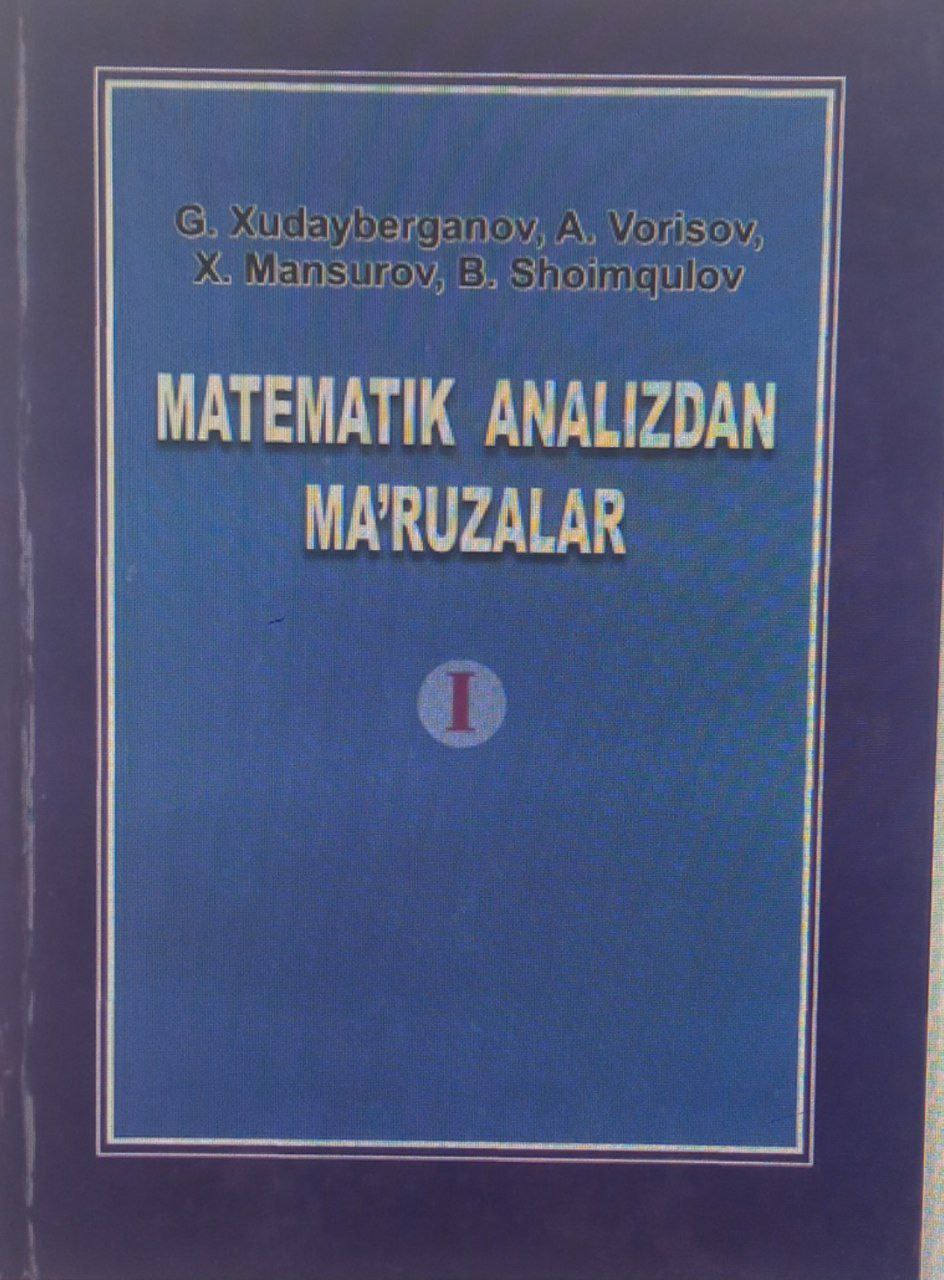 G. Xudayberganov, A. Vorisov,
X. Mansurov, B. Shoimqulov
MATEMATIK ANALIZDAN
MA'RUZALAR
I